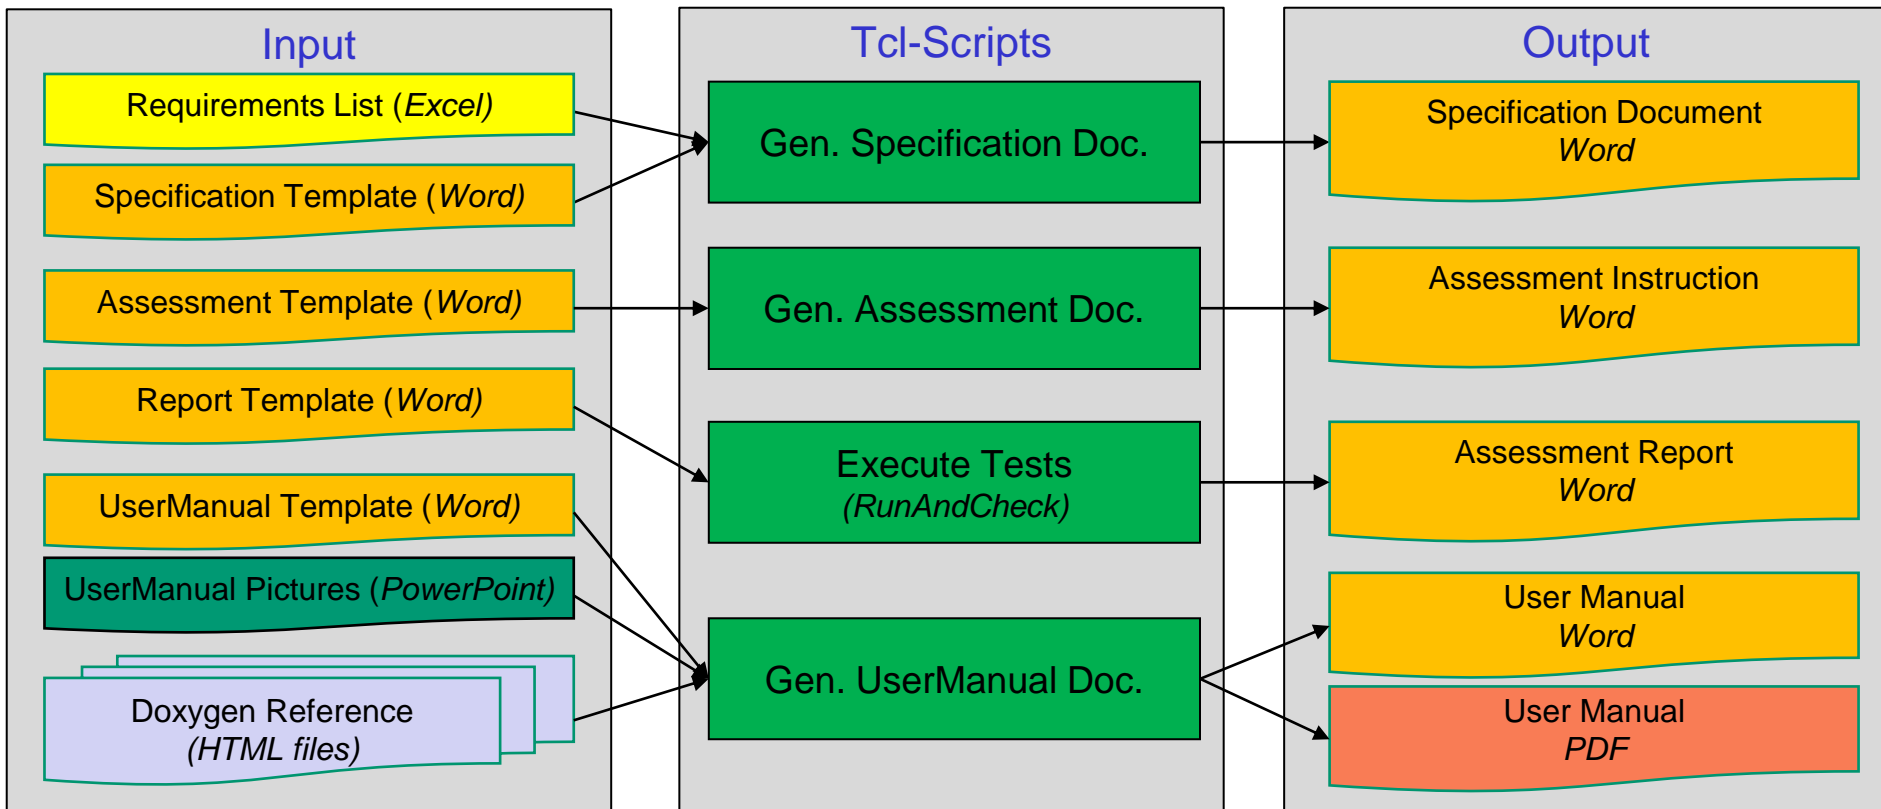 Input
Requirements List (Excel)
Specification Template (Word)
Assessment Template (Word)
Report Template (Word)
UserManual Template (Word)
UserManual Pictures (PowerPoint)
Doxygen Reference
(HTML files)
Tcl-Scripts
Gen. Specification Doc.
Gen. Assessment Doc.
Execute Tests
(RunAndCheck)
Gen. UserManual Doc.
Output
Specification Document
Word
Assessment Instruction
Word
Assessment Report
Word
User Manual
Word
User Manual
PDF